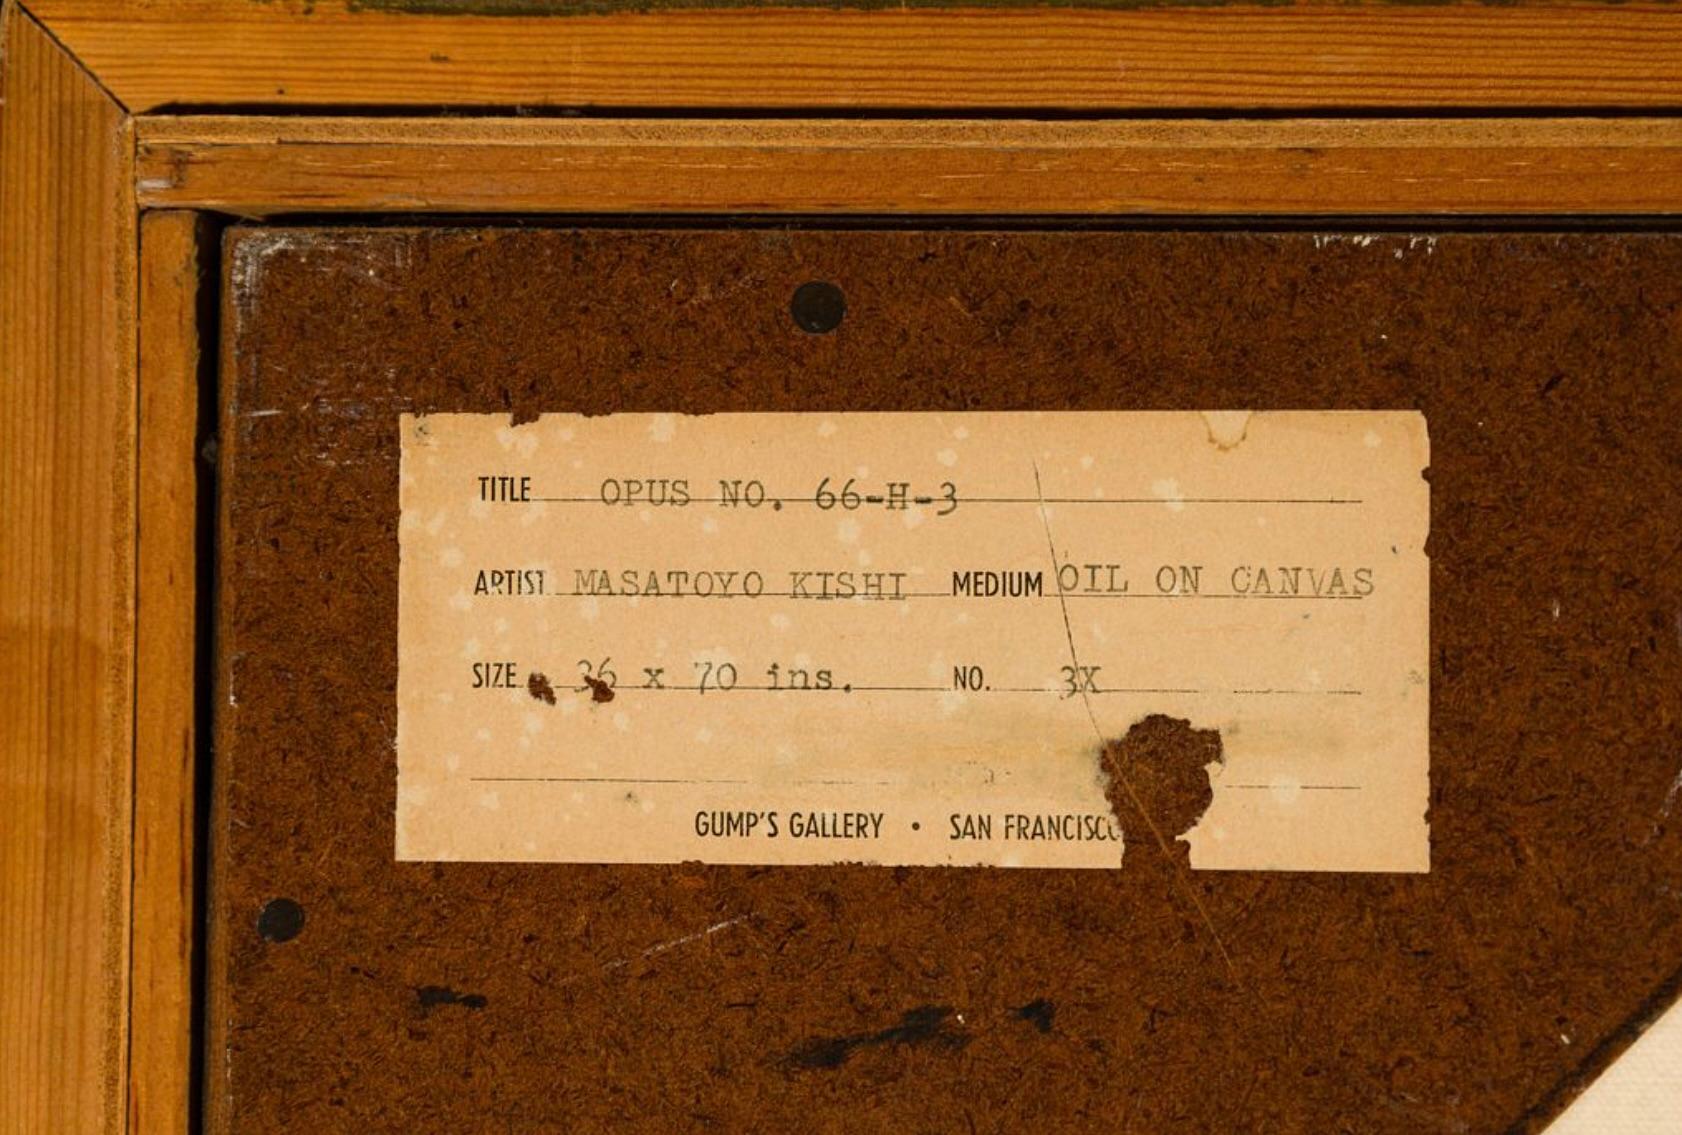 TITLE OPUS NO. 66-H-3
ARTIST MASATOYO KISHI MEDIUM OIL ON CANVAS
SIZE 36 x 70 ins. NO. 3X
GUMP'S GALLERY • SAN FRANCISCO